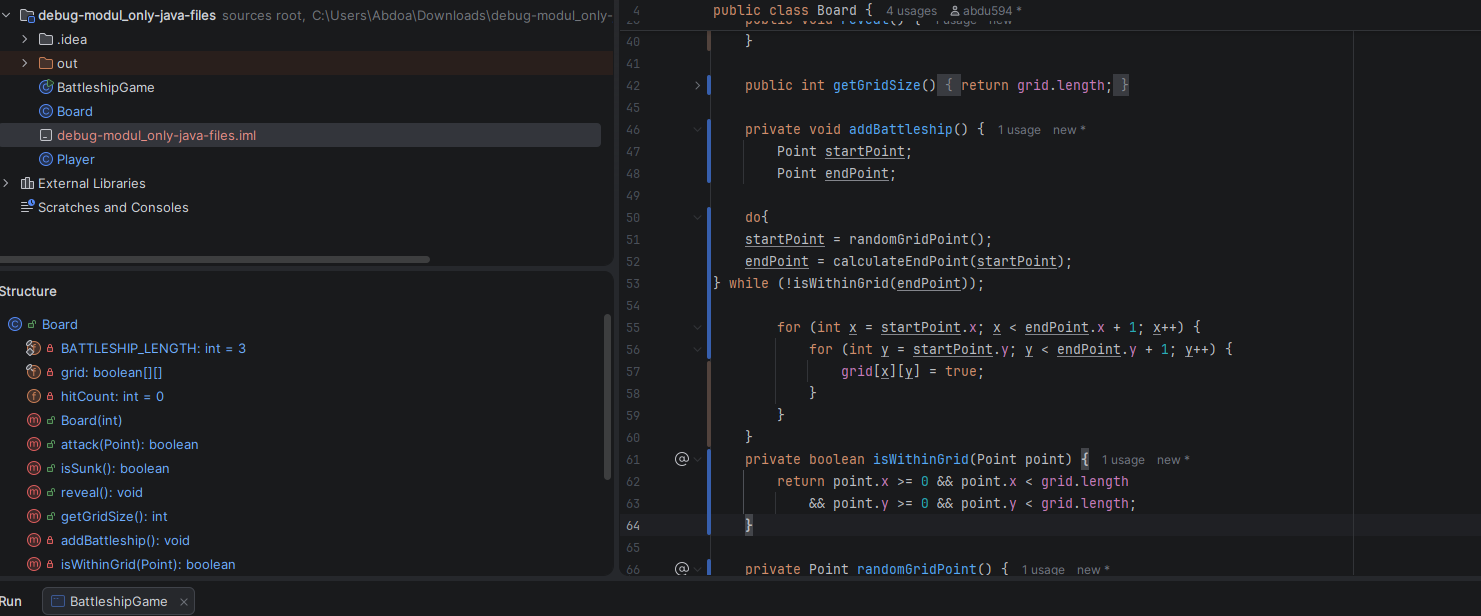 debug-modul_only-java-files sources root, C:\Users\Abdoa\Downloads\debug-modul_only-
.idea
out
BattleshipGame
Board
debug-modul_only-java-files.iml
Player
External Libraries
Scratches and Consoles
Structure
Board
BATTLESHIP_LENGTH: int = 3
grid: boolean[][]
hitCount: int = 0
Board(int)
attack(Point): boolean
isSunk(): boolean
reveal(): void
getGridSize(): int
addBattleship(): void
isWithinGrid(Point): boolean
4 public class Board { 4 usages abdu594 *
public void reveal() { 1 usage new *
40 }
41
42 public int getGridSize() { return grid.length; }
45
46 private void addBattleship() { 1 usage new *
47 Point startPoint;
48 Point endPoint;
49
50 do{
51 startPoint = randomGridPoint();
52 endPoint = calculateEndPoint(startPoint);
53 } while (!isWithinGrid(endPoint));
54
55 for (int x = startPoint.x; x < endPoint.x + 1; x++) {
56 for (int y = startPoint.y; y < endPoint.y + 1; y++) {
57 grid[x][y] = true;
58 }
59 }
60 }
61 @ private boolean isWithinGrid(Point point) { 1 usage new *
62 return point.x >= 0 && point.x < grid.length
63 && point.y >= 0 && point.y < grid.length;
64 }
65
66 @ private Point randomGridPoint() { 1 usage new *
Run BattleshipGame